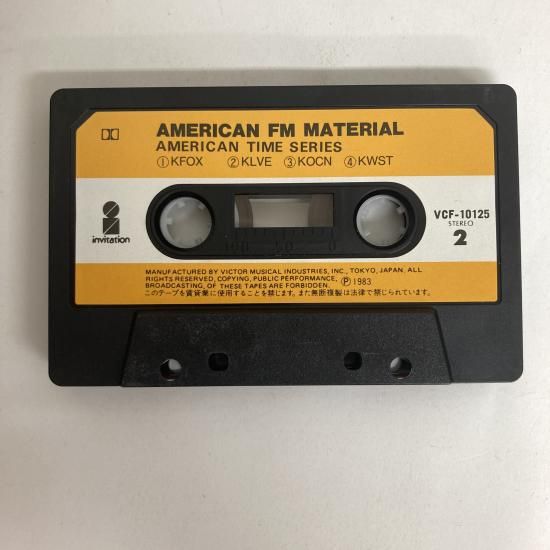 AMERICAN FM MATERIAL
AMERICAN TIME SERIES
①KFOX ②KLVE ③KOCN ④KWST
invitation
VCF-10125
STEREO
2
100 50 0
MANUFACTURED BY VICTOR MUSICAL INDUSTRIES, INC., TOKYO, JAPAN. ALL
RIGHTS RESERVED, COPYING, PUBLIC PERFORMANCE,
BROADCASTING, OF THESE TAPES ARE FORBIDDEN. Ⓟ1983
このテープを賃貸業に使用することを禁じます。また無断複製は法律で禁じられています。